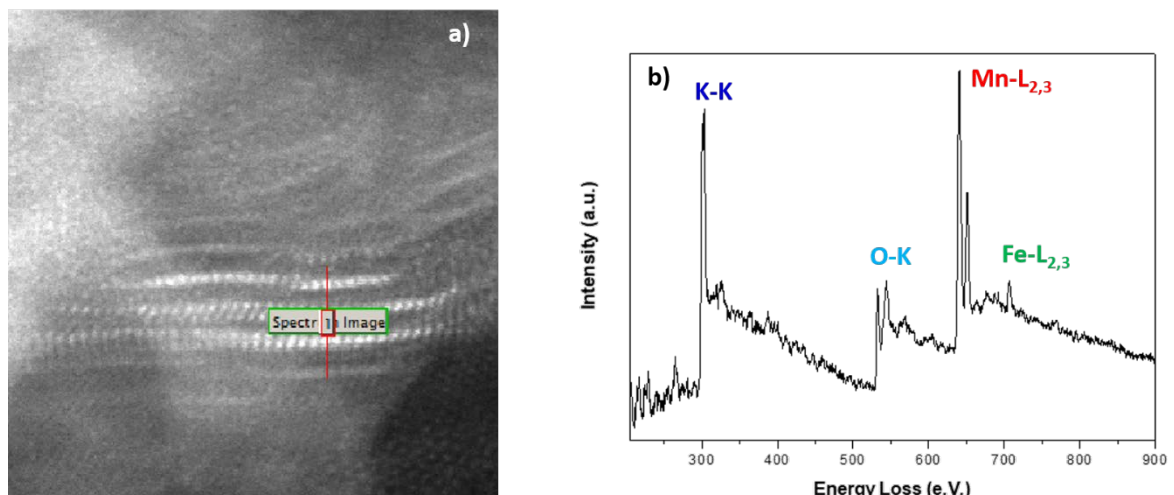 a)
Spectr
1
Image
b)
K-K
O-K
Mn-L2,3
Fe-L2,3
Intensity (a.u.)
300 400 500 600 700 800 900
Energy Loss (e.V.)